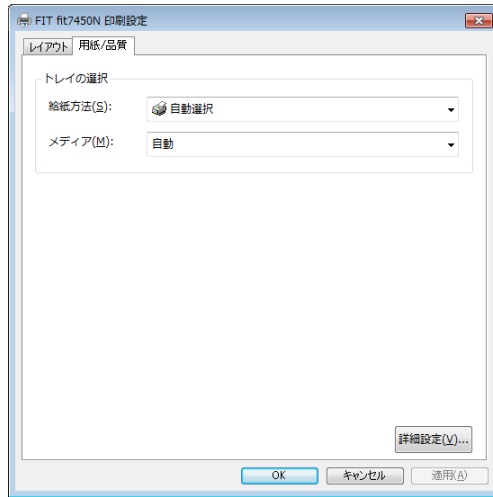 FIT fit7450N 印刷設定
レイアウト 用紙/品質
トレイの選択
給紙方法(S): 自動選択
メディア(M): 自動
詳細設定(V)...
OK キャンセル 適用(A)